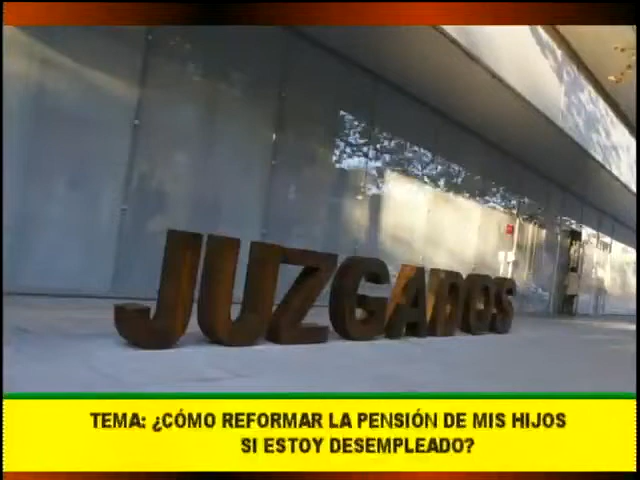 JUZGADOS
TEMA: ¿CÓMO REFORMAR LA PENSIÓN DE MIS HIJOS
SI ESTOY DESEMPLEADO?